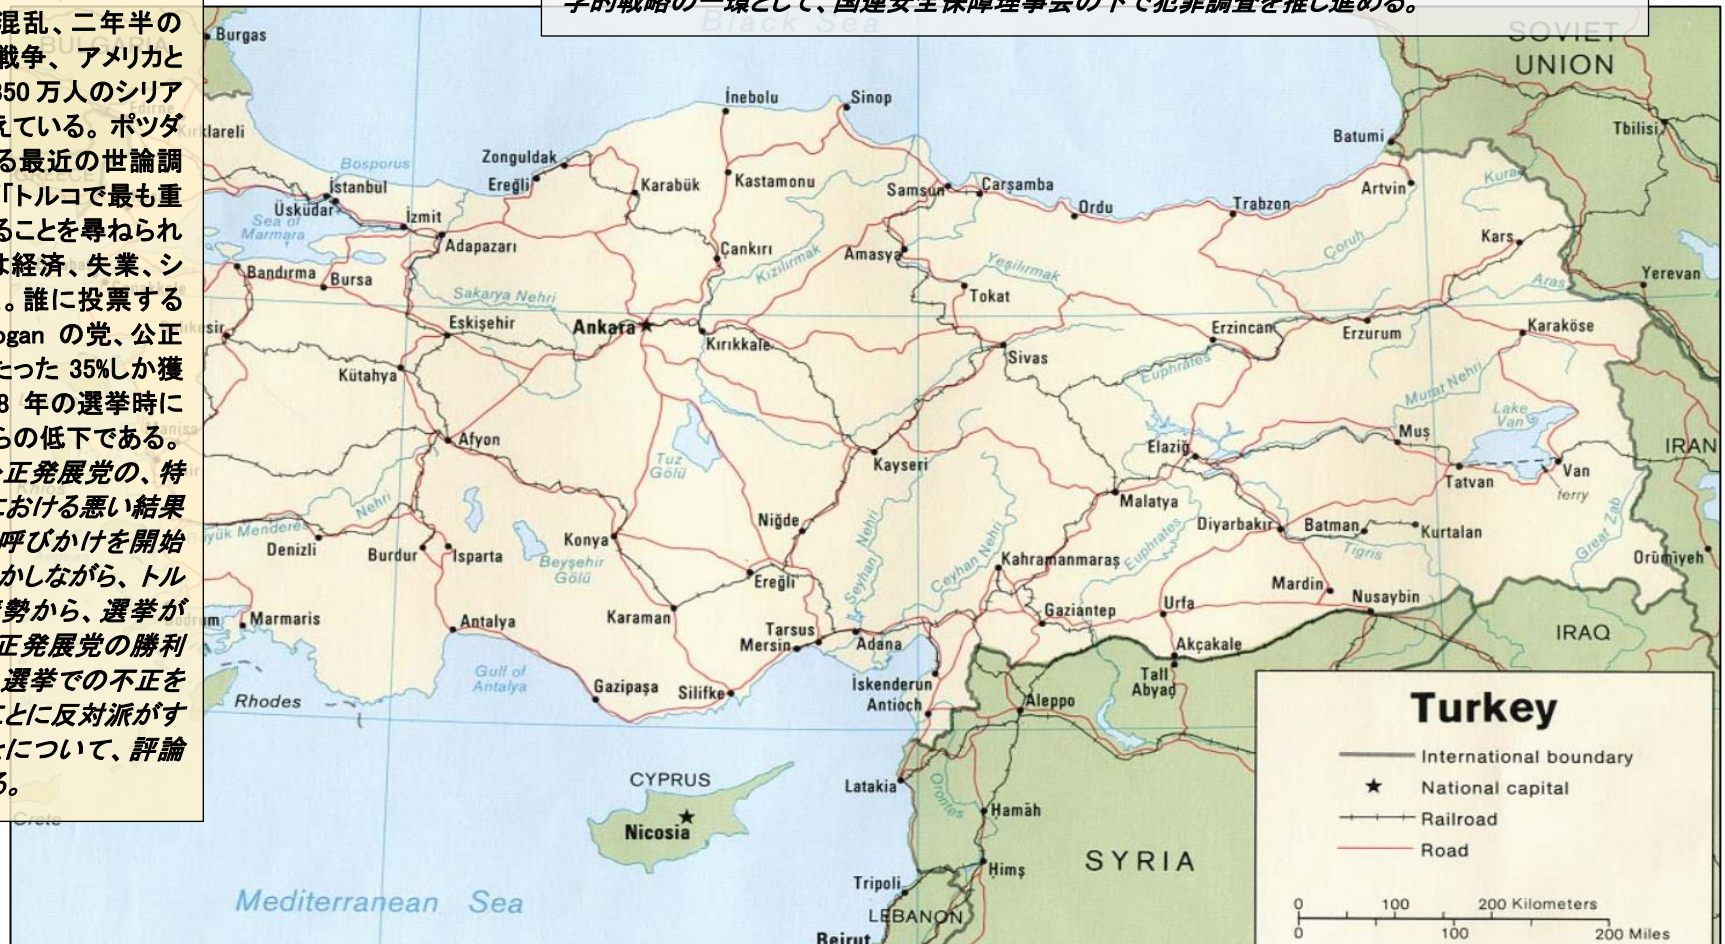 混乱、二年半の
戦争、アメリカと
350 万人のシリア
えている。ポツダ
る最近の世論調
「トルコで最も重
ることを尋ねられ
は経済、失業、シ
。誰に投票する
ogan の党、公正
たった 35%しか獲
8 年の選挙時に
らの低下である。
正発展党の、特
における悪い結果
呼びかけを開始
かしながら、トル
勢から、選挙が
正発展党の勝利
選挙での不正を
ことに反対派がす
について、評論
る。
学的戦略の一環として、国連安全保障理事会の下で犯罪調査を推し進める。
Black Sea
BULGARIA
Burgas
SOVIET
UNION
Edirne
Kırklareli
İnebolu
Sinop
Batumi
Tbilisi
GREECE
Bosporus
Zonguldak
Ereğli
Karabük
Kastamonu
Samsun
Çarşamba
Ordu
Trabzon
Artvin
Kura
İstanbul
Üsküdar
Sea of
Marmara
İzmit
Adapazarı
Çankırı
Kızılırmak
Amasya
Yeşilırmak
Çoruh
Kars
Bandırma
Bursa
Sakarya Nehri
Tokat
Aras
Yerevan
Eskişehir
Ankara
Kırıkkale
Sivas
Erzincan
Erzurum
Karaköse
Kütahya
Euphrates
Murat Nehri
Manisa
Afyon
Tuz
Gölü
Kayseri
Elazığ
Muş
Lake
Van
IRAN
Tatvan
Van
ferry
Malatya
Nehri
Büyük Menderes
Denizli
Burdur
Isparta
Konya
Beyşehir
Gölü
Niğde
Ereğli
Seyhan Nehri
Ceyhan Nehri
Kahramanmaraş
Euphrates
Diyarbakır
Batman
Kurtalan
Tigris
Great Zab
Orūmīyeh
Bodrum
Marmaris
Antalya
Karaman
Tarsus
Mersin
Adana
Gaziantep
Urfa
Mardin
Nusaybin
Akçakale
Tall
Abyaḍ
IRAQ
Gulf of
Antalya
Rhodes
Gazipaşa
Silifke
İskenderun
Antioch
Aleppo
Crete
CYPRUS
Nicosia
Latakia
Orontes
Ḥamāh
Ḥimş
SYRIA
Tripoli
LEBANON
Beirut
Mediterranean Sea
Turkey
International boundary
National capital
Railroad
Road
0 100 200 Kilometers
0 100 200 Miles